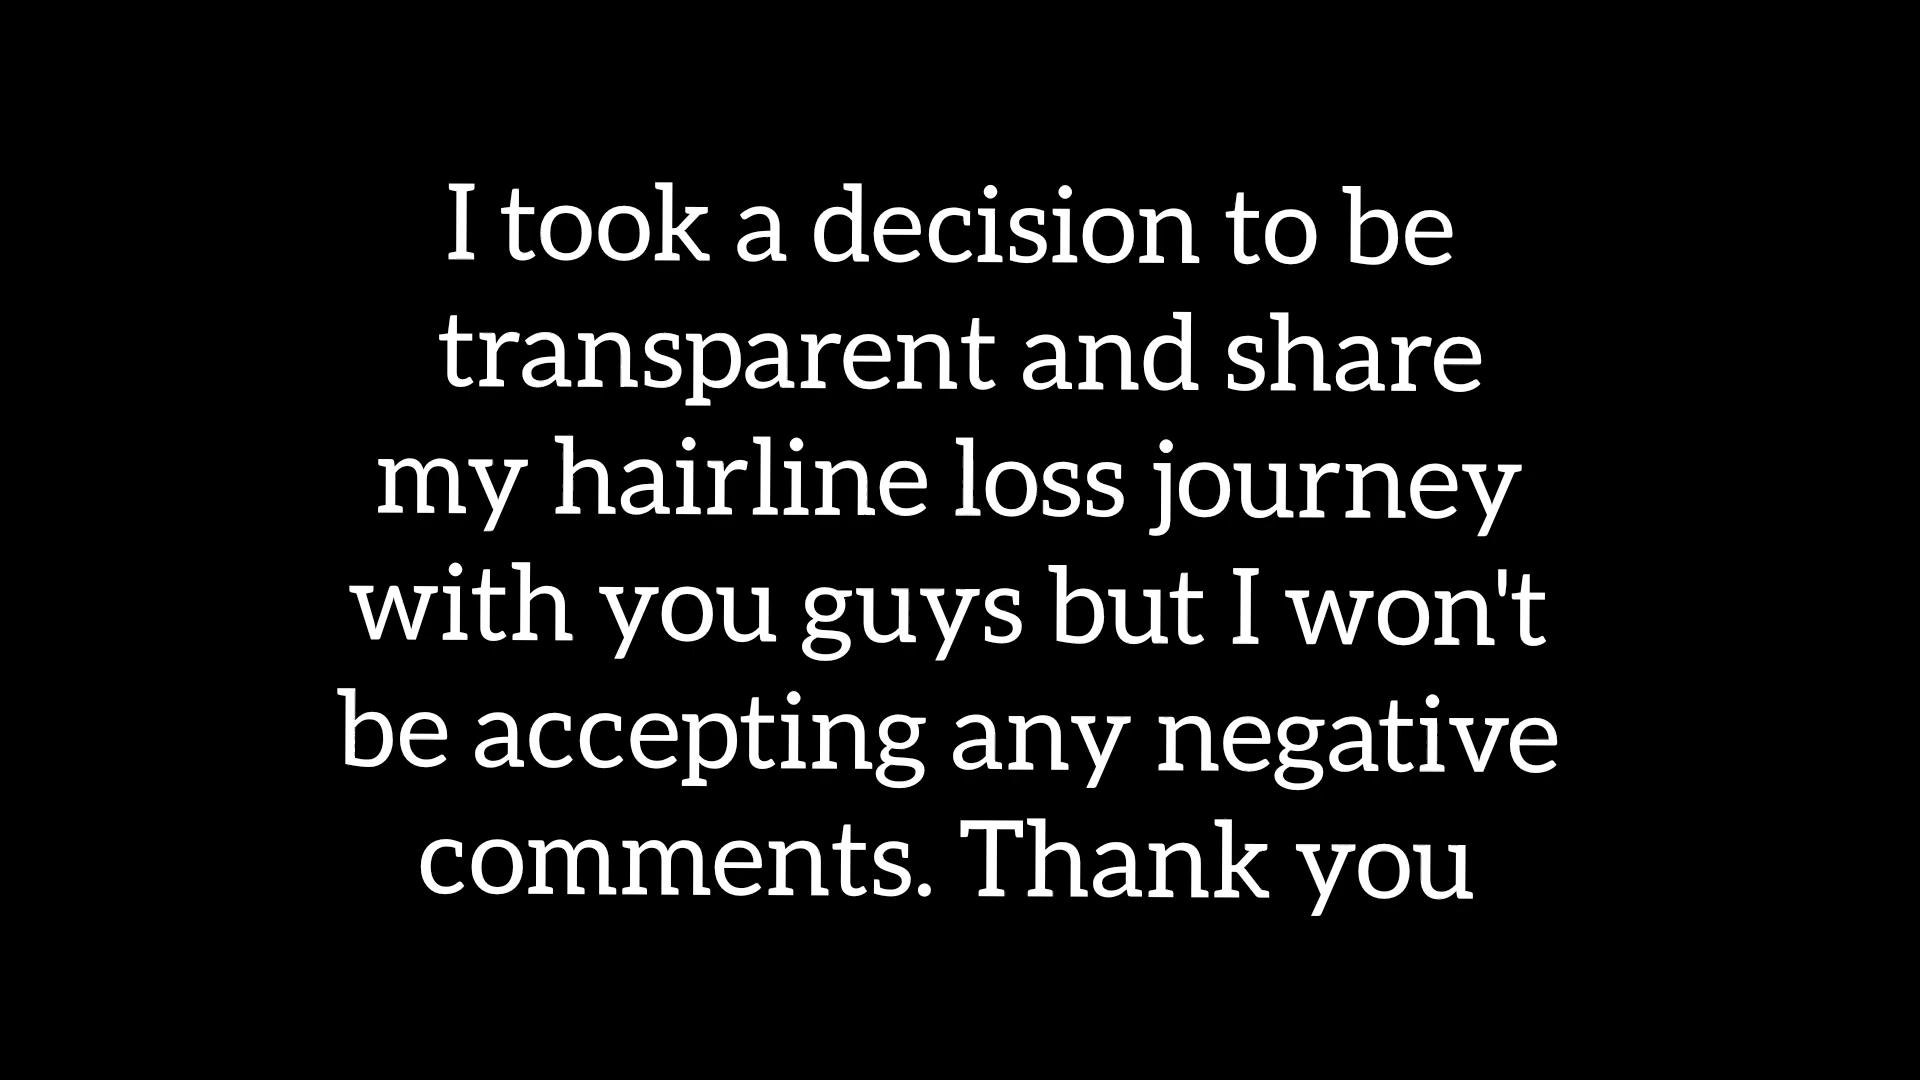 I took a decision to be
transparent and share
my hairline loss journey
with you guys but I won't
be accepting any negative
comments. Thank you